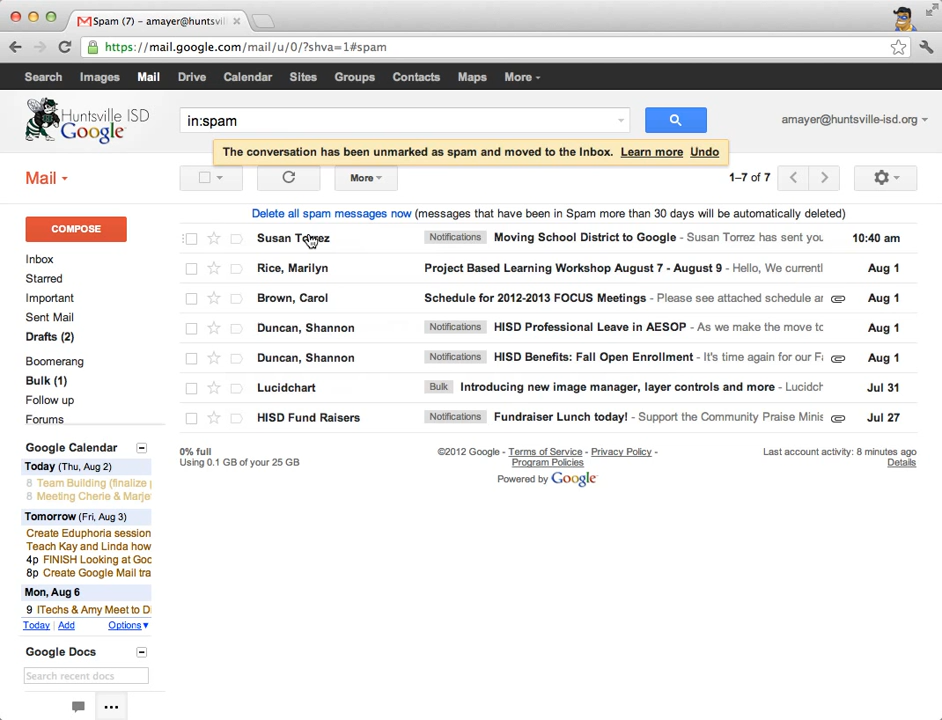 Spam (7) - amayer@huntsvil
https://mail.google.com/mail/u/0/?shva=1#spam
Search Images Mail Drive Calendar Sites Groups Contacts Maps More
Huntsville ISD
Google
in:spam
amayer@huntsville-isd.org
The conversation has been unmarked as spam and moved to the Inbox. Learn more Undo
Mail
More
1–7 of 7
Delete all spam messages now (messages that have been in Spam more than 30 days will be automatically deleted)
COMPOSE
Inbox
Starred
Important
Sent Mail
Drafts (2)
Boomerang
Bulk (1)
Follow up
Forums
Susan Torrez Notifications Moving School District to Google - Susan Torrez has sent you 10:40 am
Rice, Marilyn Project Based Learning Workshop August 7 - August 9 - Hello, We currentl Aug 1
Brown, Carol Schedule for 2012-2013 FOCUS Meetings - Please see attached schedule ar Aug 1
Duncan, Shannon Notifications HISD Professional Leave in AESOP - As we make the move to Aug 1
Duncan, Shannon Notifications HISD Benefits: Fall Open Enrollment - It's time again for our Fa Aug 1
Lucidchart Bulk Introducing new image manager, layer controls and more - Lucidch Jul 31
HISD Fund Raisers Notifications Fundraiser Lunch today! - Support the Community Praise Minis Jul 27
0% full
Using 0.1 GB of your 25 GB
©2012 Google - Terms of Service - Privacy Policy -
Program Policies
Powered by Google
Last account activity: 8 minutes ago
Details
Google Calendar
Today (Thu, Aug 2)
8 Team Building (finalize p
8 Meeting Cherie & Marje
Tomorrow (Fri, Aug 3)
Create Eduphoria session
Teach Kay and Linda how
4p FINISH Looking at Goo
8p Create Google Mail tra
Mon, Aug 6
9 ITechs & Amy Meet to D
Today Add Options
Google Docs
Search recent docs